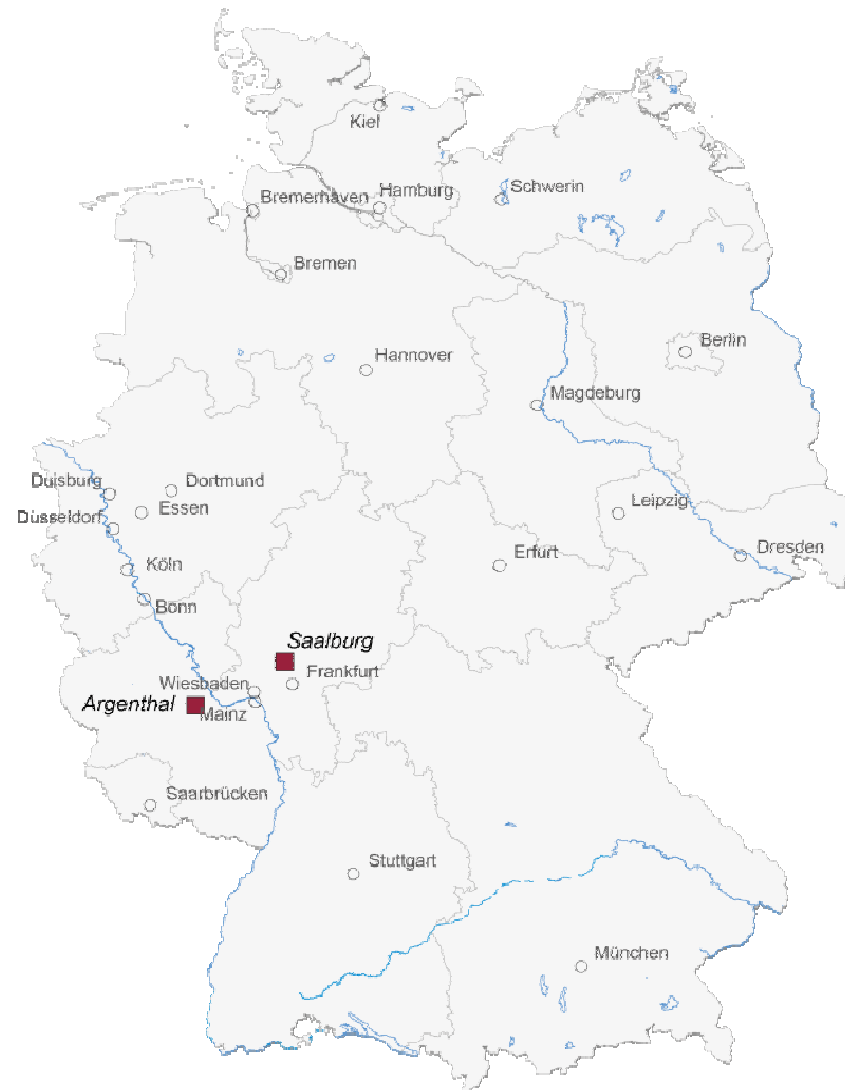 Kiel
Schwerin
Hamburg
Bremerhaven
Bremen
Berlin
Hannover
Magdeburg
Duisburg
Dortmund
Leipzig
Essen
Düsseldorf
Erfurt
Dresden
Köln
Bonn
Saalburg
Frankfurt
Wiesbaden
Argenthal
Mainz
Saarbrücken
Stuttgart
München